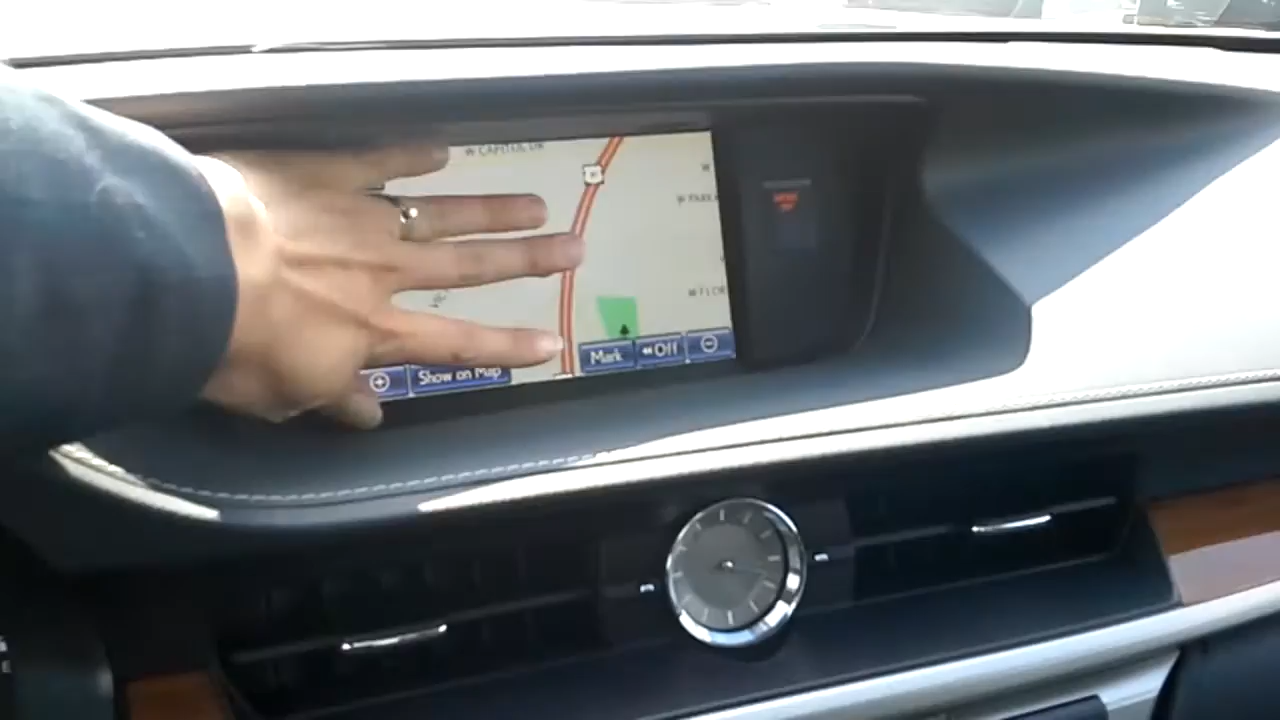 W CAPITOL DR
W PARK
W FLOR
Mark
Off
Show on Map